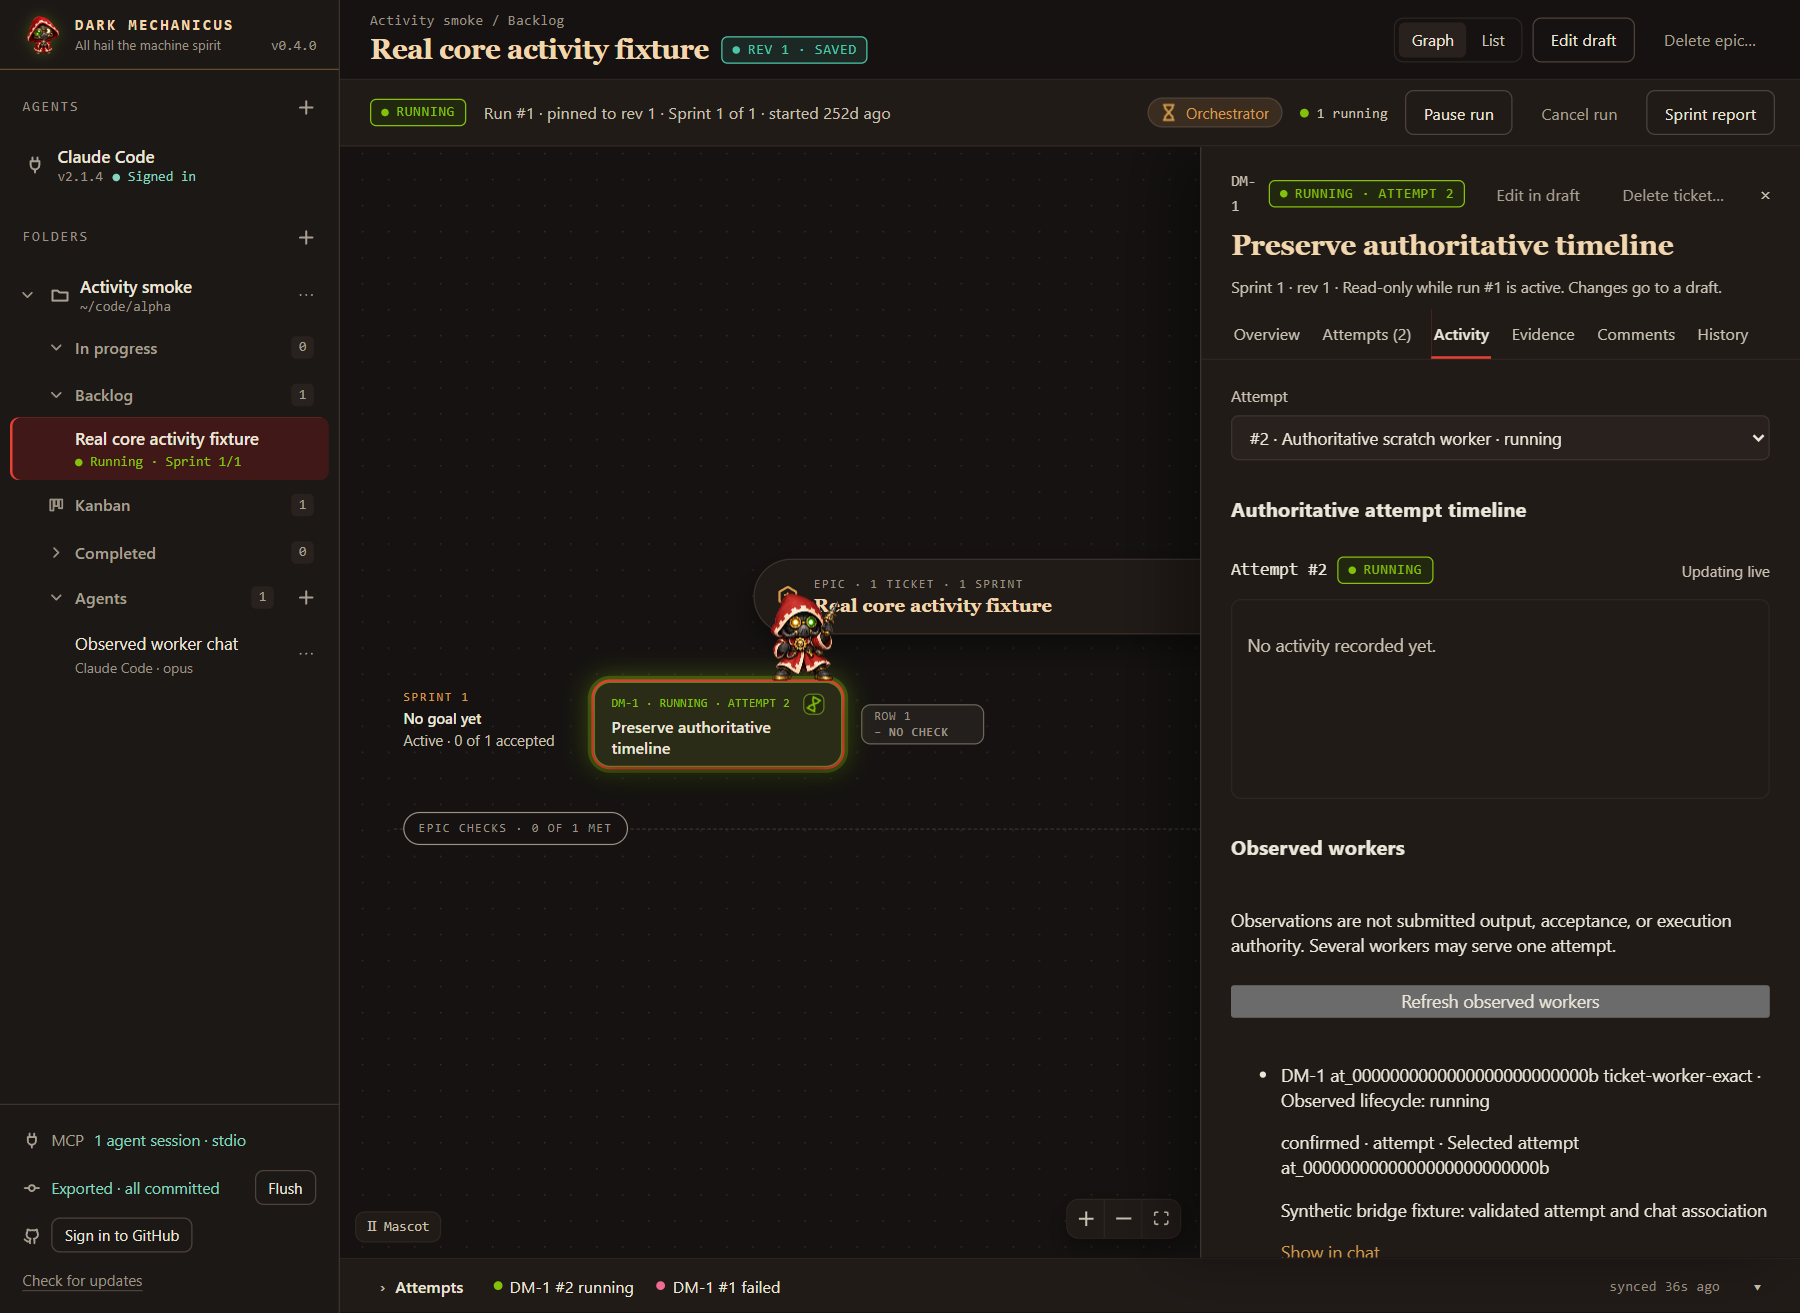 DARK MECHANICUS
All hail the machine spirit
v0.4.0
AGENTS
Claude Code
v2.1.4 ● Signed in
FOLDERS
Activity smoke
~/code/alpha
In progress 0
Backlog 1
Real core activity fixture
● Running · Sprint 1/1
Kanban 1
Completed 0
Agents 1
Observed worker chat
Claude Code · opus
MCP 1 agent session · stdio
Exported · all committed
Flush
Sign in to GitHub
Check for updates
Activity smoke / Backlog
Real core activity fixture
● REV 1 · SAVED
Graph
List
Edit draft
Delete epic...
● RUNNING
Run #1 · pinned to rev 1 · Sprint 1 of 1 · started 252d ago
Orchestrator
● 1 running
Pause run
Cancel run
Sprint report
EPIC · 1 TICKET · 1 SPRINT
Real core activity fixture
SPRINT 1
No goal yet
Active · 0 of 1 accepted
DM-1 · RUNNING · ATTEMPT 2
Preserve authoritative
timeline
ROW 1
– NO CHECK
EPIC CHECKS · 0 OF 1 MET
Mascot
DM-
1
● RUNNING · ATTEMPT 2
Edit in draft
Delete ticket...
×
Preserve authoritative timeline
Sprint 1 · rev 1 · Read-only while run #1 is active. Changes go to a draft.
Overview
Attempts (2)
Activity
Evidence
Comments
History
Attempt
#2 · Authoritative scratch worker · running
Authoritative attempt timeline
Attempt #2
● RUNNING
Updating live
No activity recorded yet.
Observed workers
Observations are not submitted output, acceptance, or execution
authority. Several workers may serve one attempt.
Refresh observed workers
• DM-1 at_0000000000000000000000000b ticket-worker-exact ·
Observed lifecycle: running
confirmed · attempt · Selected attempt
at_0000000000000000000000000b
Synthetic bridge fixture: validated attempt and chat association
Show in chat
› Attempts
● DM-1 #2 running
● DM-1 #1 failed
synced 36s ago